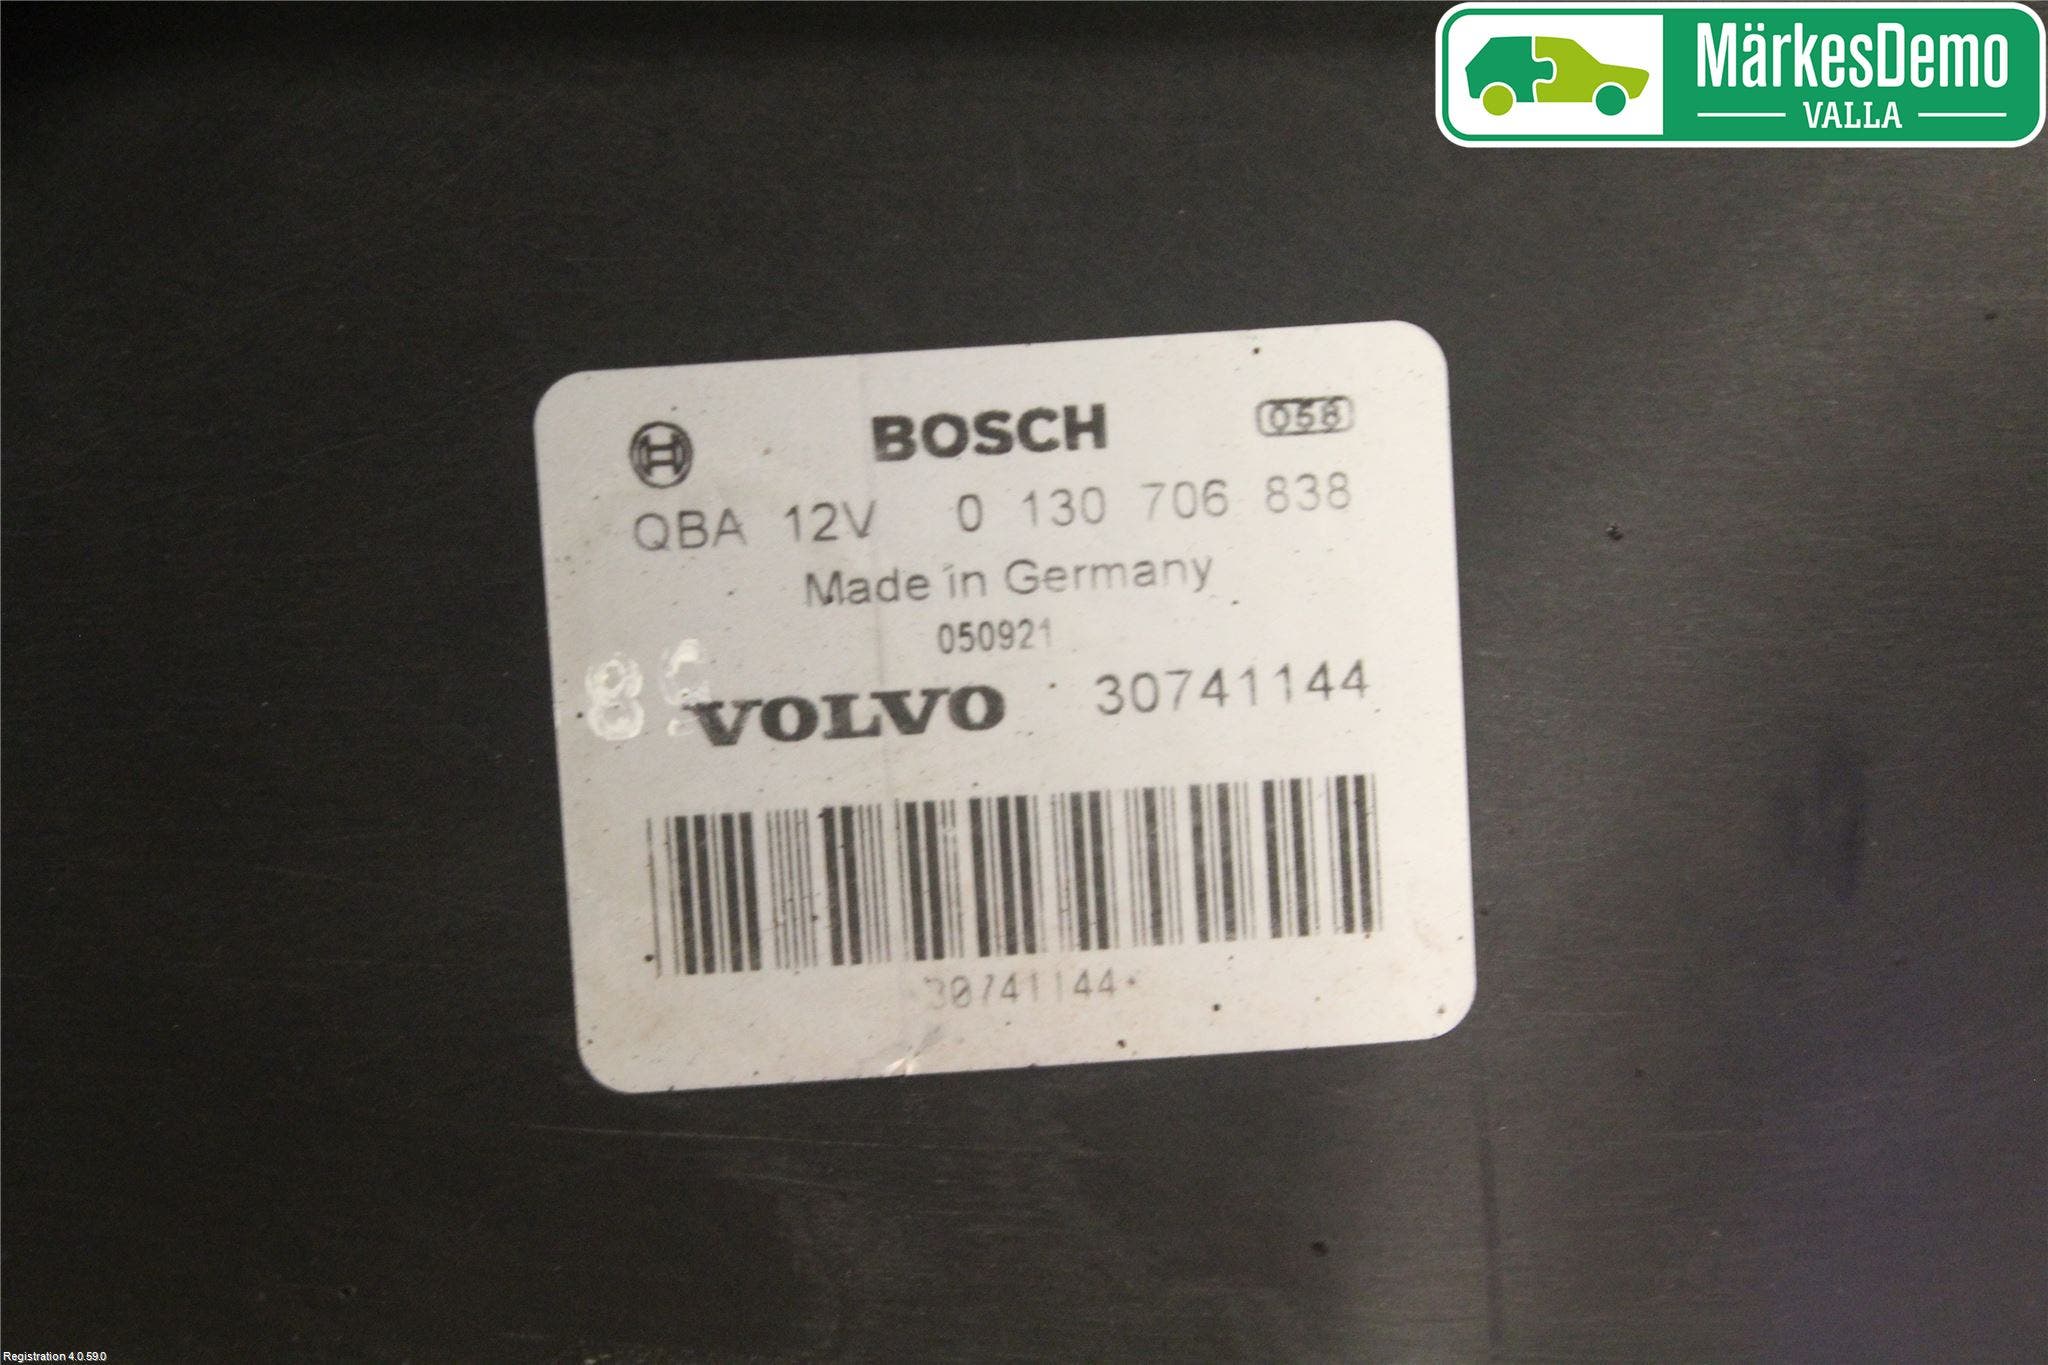 MärkesDemo
VALLA
BOSCH
QBA 12V 0 130 706 838
Made in Germany
050921
VOLVO 30741144
30741144
Registration 4.0.59.0